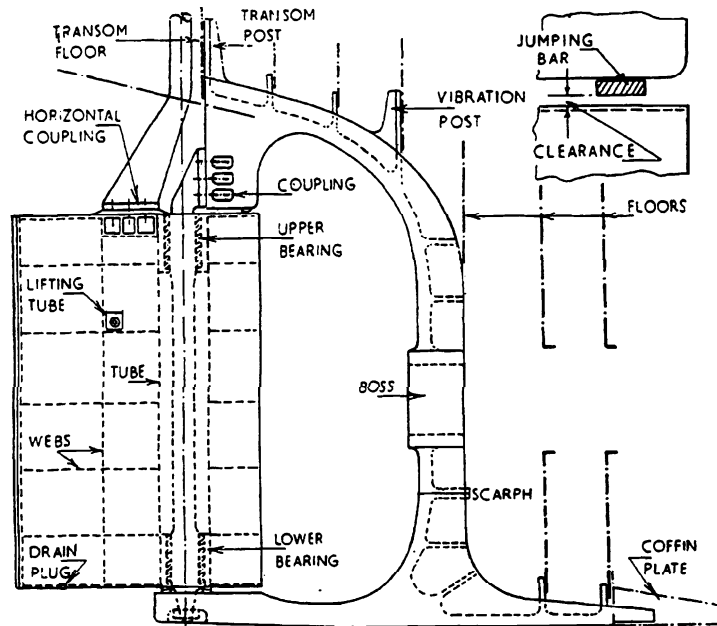 TRANSOM
FLOOR
TRANSOM
POST
JUMPING
BAR
HORIZONTAL
COUPLING
VIBRATION
POST
CLEARANCE
COUPLING
FLOORS
UPPER
BEARING
LIFTING
TUBE
TUBE
BOSS
WEBS
SCARPH
DRAIN
PLUG
LOWER
BEARING
COFFIN
PLATE